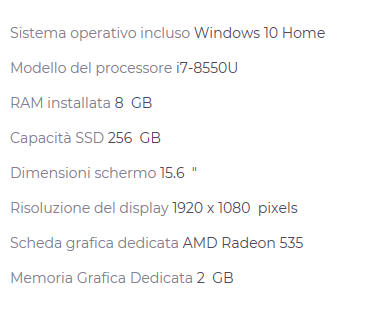 Sistema operativo incluso Windows 10 Home
Modello del processore i7-8550U
RAM installata 8 GB
Capacità SSD 256 GB
Dimensioni schermo 15.6 "
Risoluzione del display 1920 x 1080 pixels
Scheda grafica dedicata AMD Radeon 535
Memoria Grafica Dedicata 2 GB